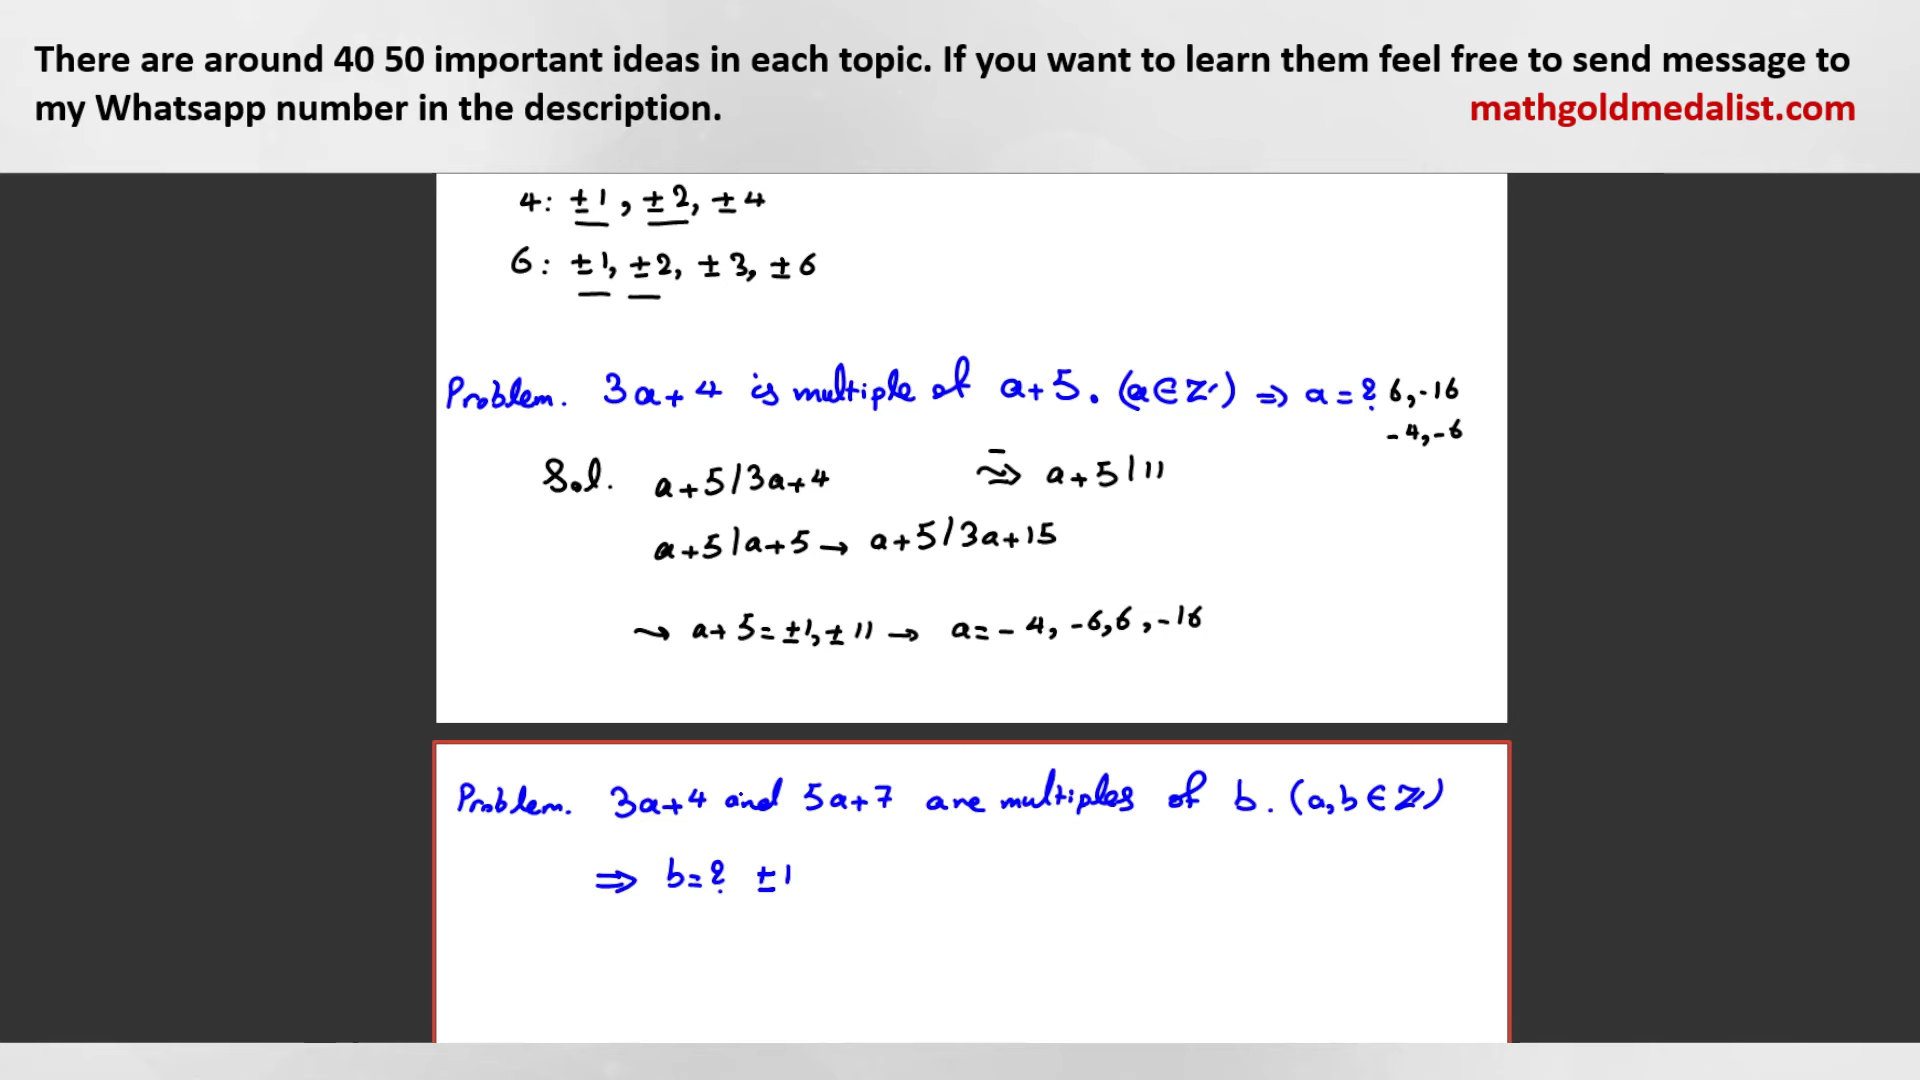 There are around 40 50 important ideas in each topic. If you want to learn them feel free to send message to
my Whatsapp number in the description. mathgoldmedalist.com
4: ±1, ±2, ±4
6: ±1, ±2, ±3, ±6
Problem. 3a+4 is multiple of a+5. (a∈Z) ⇒ a=? 6,-16
-4,-6
Sol. a+5/3a+4 ⇒ a+5/11
a+5/a+5 → a+5/3a+15
→ a+5=±1,±11 → a=-4,-6,6,-16
Problem. 3a+4 and 5a+7 are multiples of b. (a,b∈Z)
⇒ b=? ±1